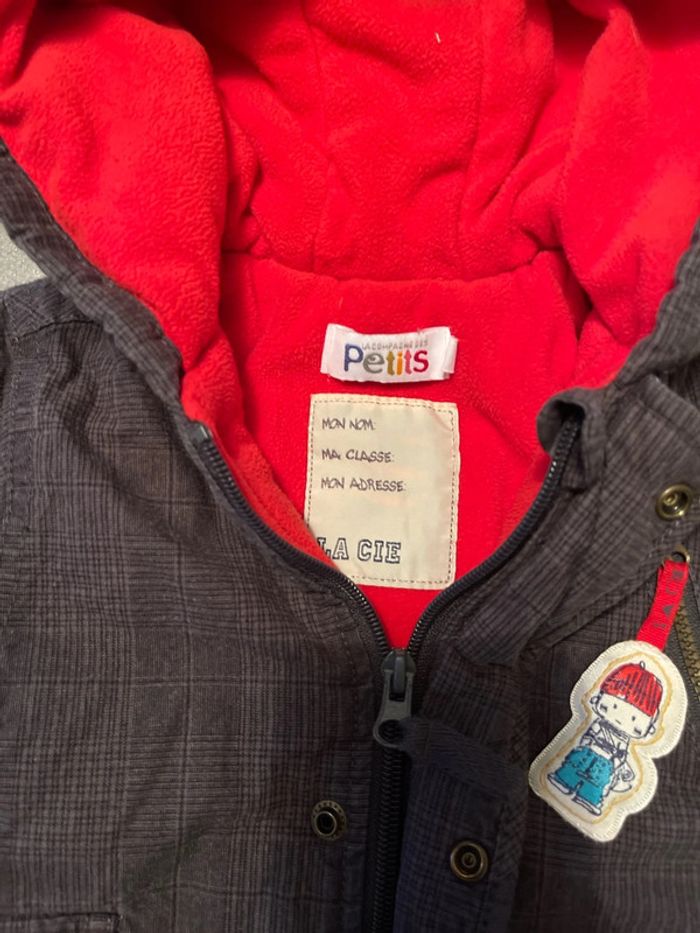 LA COMPAGNIE DES
Petits
MON NOM:
MA CLASSE:
MON ADRESSE:
LA CIE